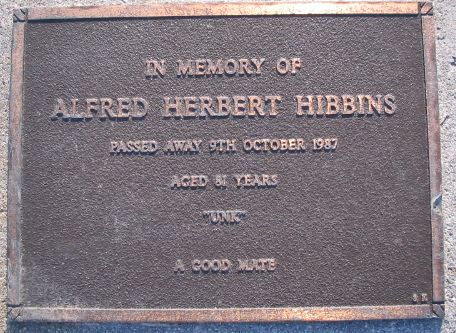 IN MEMORY OF
ALFRED HERBERT HIBBINS
PASSED AWAY 9TH OCTOBER 1987
AGED 81 YEARS
"UNK"
A GOOD MATE